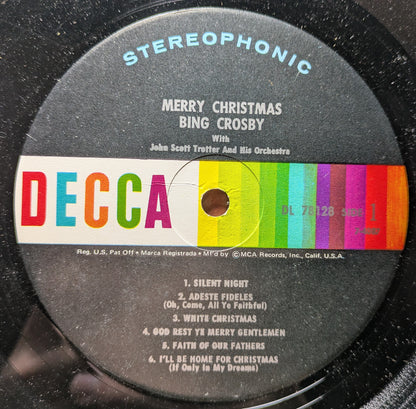 STEREOPHONIC
MERRY CHRISTMAS
BING CROSBY
With
John Scott Trotter And His Orchestra
DECCA
DL 78128 SIDE 1
Reg. U.S. Pat Off • Marca Registrada • Mf'd by ©MCA Records, Inc., Calif, U.S.A.
1. SILENT NIGHT
2. ADESTE FIDELES
(Oh, Come, All Ye Faithful)
3. WHITE CHRISTMAS
4. GOD REST YE MERRY GENTLEMEN
5. FAITH OF OUR FATHERS
6. I'LL BE HOME FOR CHRISTMAS
(If Only In My Dreams)